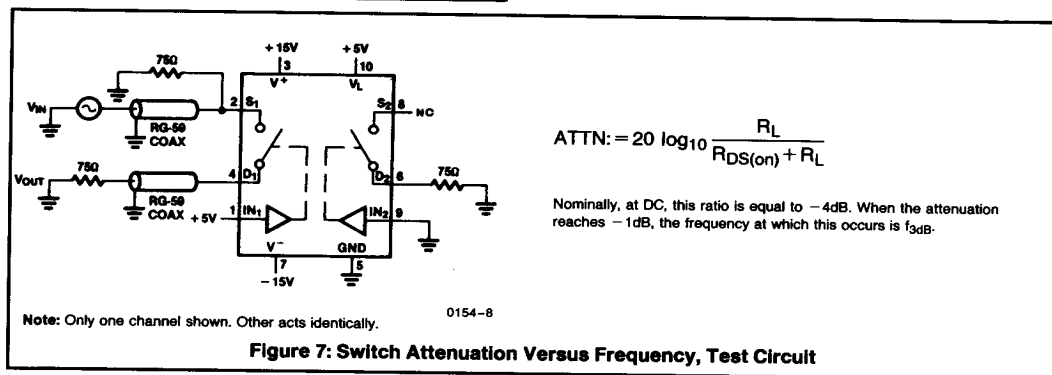 +15V
+5V
75Ω
3
10
V+
VL
VIN
2
S1
S2
8
NC
RG-59
COAX
75Ω
4
D1
D2
6
75Ω
VOUT
RG-59
COAX
+5V
1
IN1
IN2
9
V−
GND
7
5
−15V
ATTN: = 20 log10 RL
RDS(on) + RL
Nominally, at DC, this ratio is equal to −4dB. When the attenuation
reaches −1dB, the frequency at which this occurs is f3dB.
Note: Only one channel shown. Other acts identically.
0154–8
Figure 7: Switch Attenuation Versus Frequency, Test Circuit